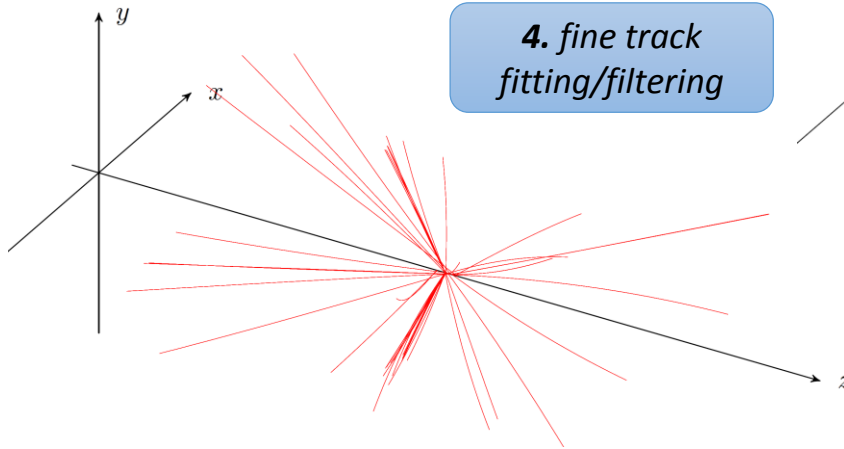 y
4. fine track
fitting/filtering
x
z